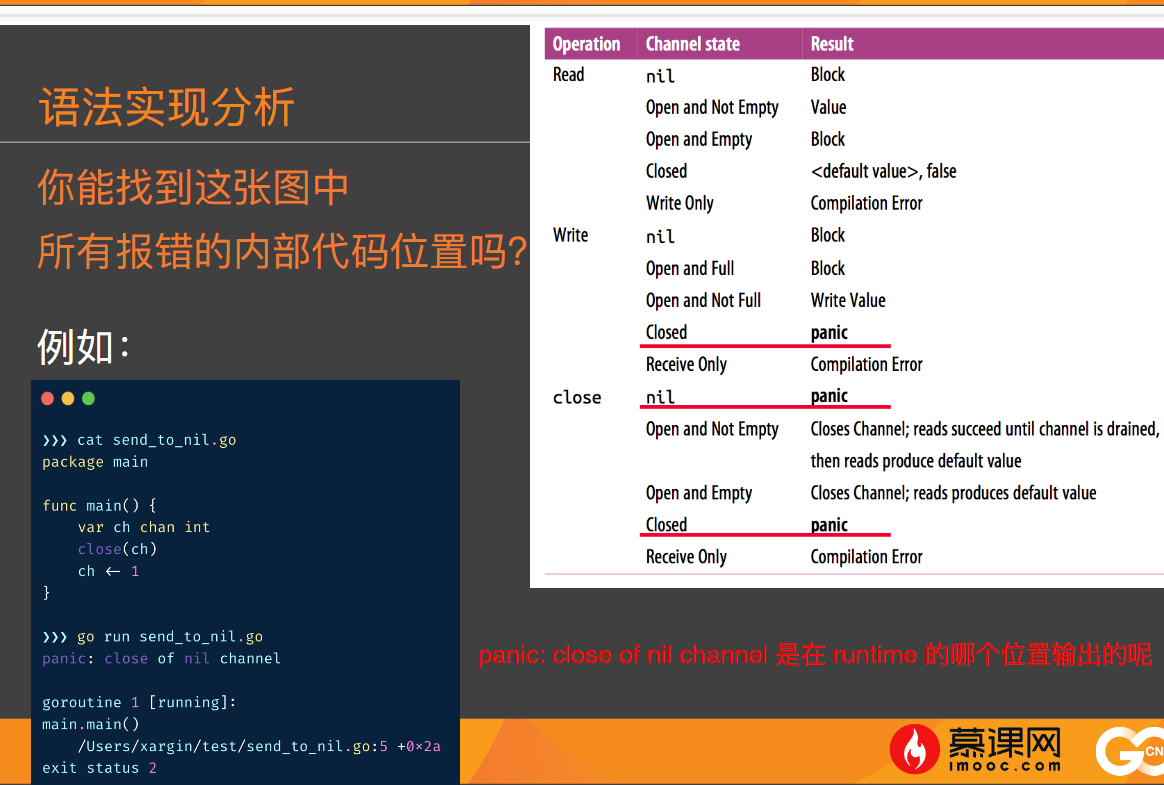 语法实现分析
你能找到这张图中
所有报错的内部代码位置吗?
例如：
❯❯❯ cat send_to_nil.go
package main
func main() {
    var ch chan int
    close(ch)
    ch <- 1
}
❯❯❯ go run send_to_nil.go
panic: close of nil channel
goroutine 1 [running]:
main.main()
    /Users/xargin/test/send_to_nil.go:5 +0×2a
exit status 2
Operation Channel state Result
Read nil Block
Open and Not Empty Value
Open and Empty Block
Closed <default value>, false
Write Only Compilation Error
Write nil Block
Open and Full Block
Open and Not Full Write Value
Closed panic
Receive Only Compilation Error
close nil panic
Open and Not Empty Closes Channel; reads succeed until channel is drained,
then reads produce default value
Open and Empty Closes Channel; reads produces default value
Closed panic
Receive Only Compilation Error
panic: close of nil channel 是在 runtime 的哪个位置输出的呢
慕课网
imooc.com
GO
CN